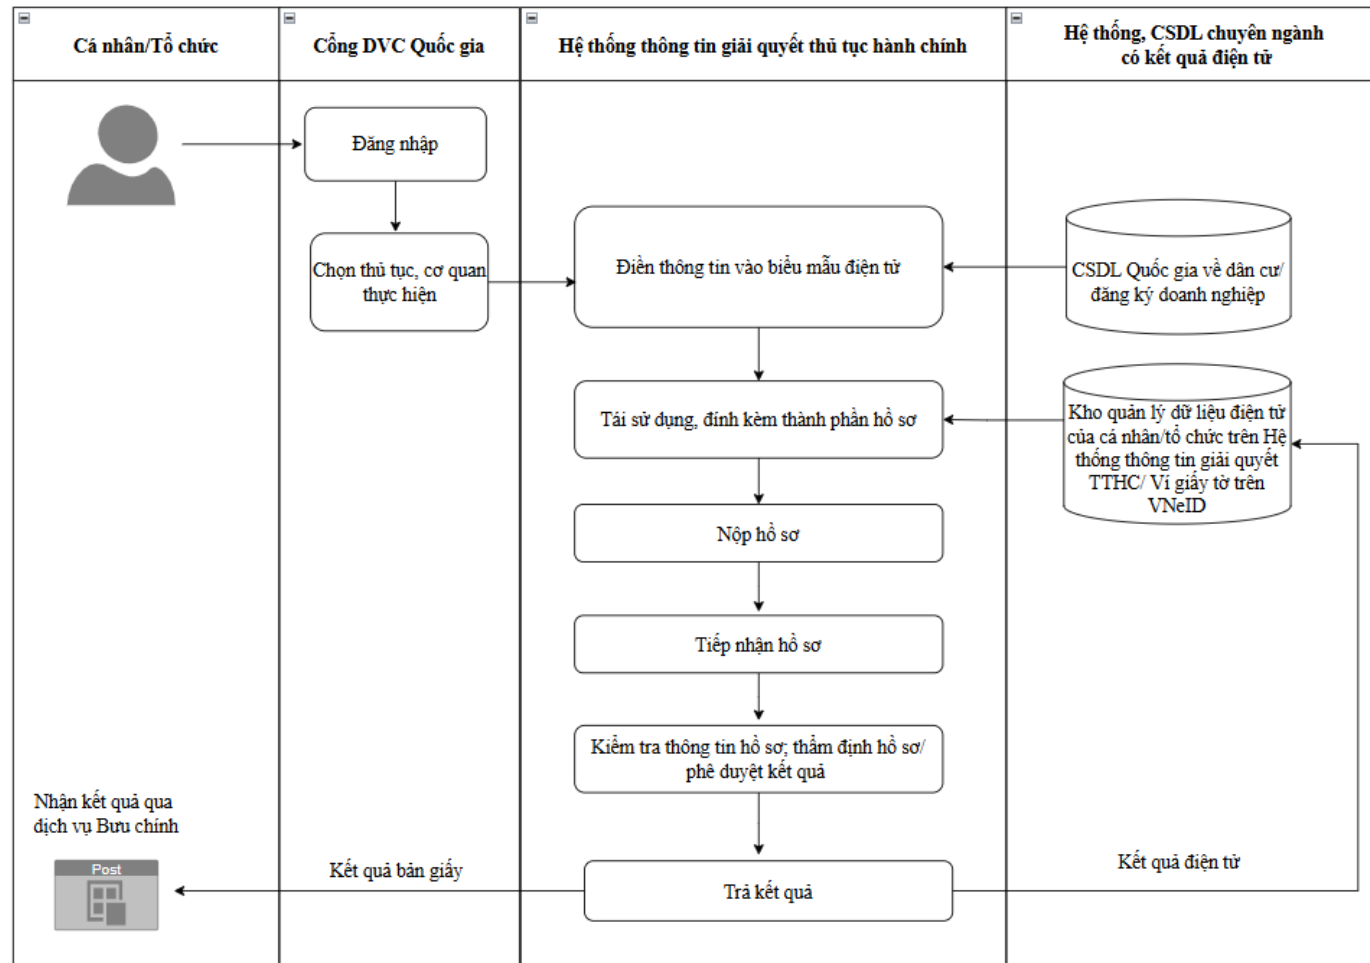 Cá nhân/Tổ chức
Cổng DVC Quốc gia
Hệ thống thông tin giải quyết thủ tục hành chính
Hệ thống, CSDL chuyên ngành
có kết quả điện tử
Đăng nhập
Chọn thủ tục, cơ quan
thực hiện
Điền thông tin vào biểu mẫu điện tử
CSDL Quốc gia về dân cư/
đăng ký doanh nghiệp
Tái sử dụng, đính kèm thành phần hồ sơ
Kho quản lý dữ liệu điện tử
của cá nhân/tổ chức trên Hệ
thống thông tin giải quyết
TTHC/ Ví giấy tờ trên
VNeID
Nộp hồ sơ
Tiếp nhận hồ sơ
Kiểm tra thông tin hồ sơ; thẩm định hồ sơ/
phê duyệt kết quả
Nhận kết quả qua
dịch vụ Bưu chính
Post
Kết quả bản giấy
Trả kết quả
Kết quả điện tử